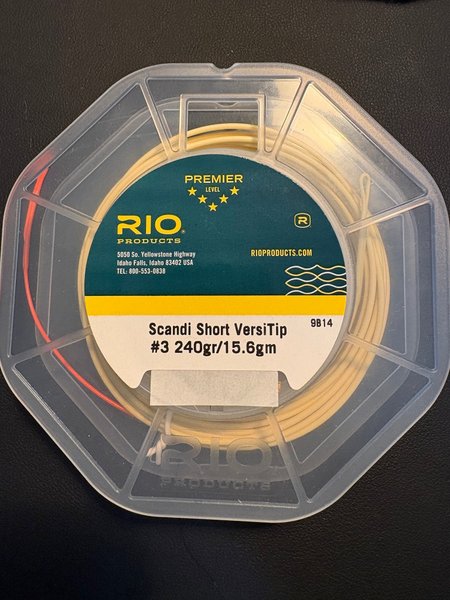 PREMIER
LEVEL
RIO
PRODUCTS
5050 So. Yellowstone Highway
Idaho Falls, Idaho 83402 USA
TEL: 800-553-0838
R
RIOPRODUCTS.COM
Scandi Short VersiTip
9B14
#3 240gr/15.6gm
RIO
PRODUCTS